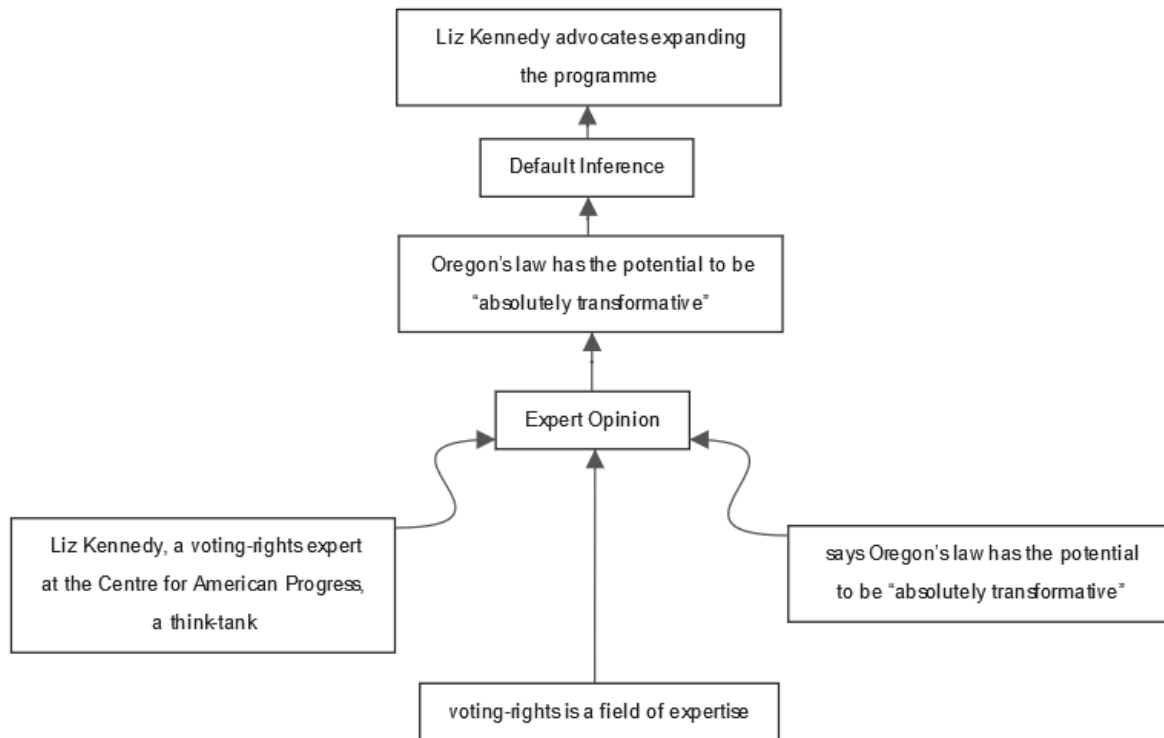 Liz Kennedy advocates expanding
the programme
Default Inference
Oregon’s law has the potential to be
“absolutely transformative”
Expert Opinion
Liz Kennedy, a voting-rights expert
at the Centre for American Progress,
a think-tank
says Oregon’s law has the potential
to be “absolutely transformative”
voting-rights is a field of expertise